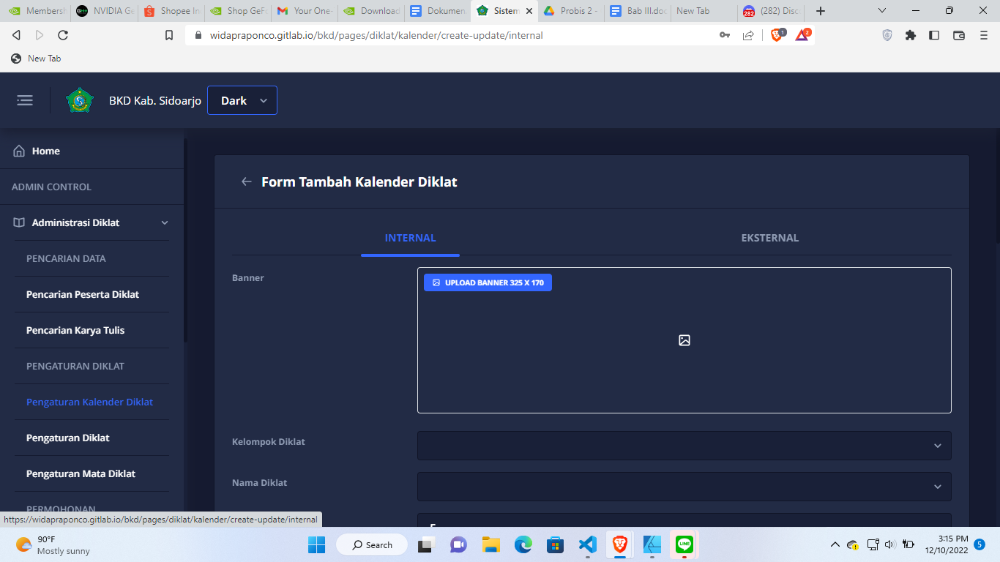 Membersh
NVIDIA Ge
Shopee In
Shop GeFo
Your One-
Download
Dokumen
Sistem
Probis 2 -
Bab III.doc
New Tab
(282) Disc
widapraponco.gitlab.io/bkd/pages/diklat/kalender/create-update/internal
1
2
New Tab
BKD Kab. Sidoarjo
Dark
Home
ADMIN CONTROL
Administrasi Diklat
PENCARIAN DATA
Pencarian Peserta Diklat
Pencarian Karya Tulis
PENGATURAN DIKLAT
Pengaturan Kalender Diklat
Pengaturan Diklat
Pengaturan Mata Diklat
PERMOHONAN
Form Tambah Kalender Diklat
INTERNAL
EKSTERNAL
Banner
UPLOAD BANNER 325 X 170
Kelompok Diklat
Nama Diklat
https://widapraponco.gitlab.io/bkd/pages/diklat/kalender/create-update/internal
90°F
Mostly sunny
Search
LINE
3:15 PM
12/10/2022
5